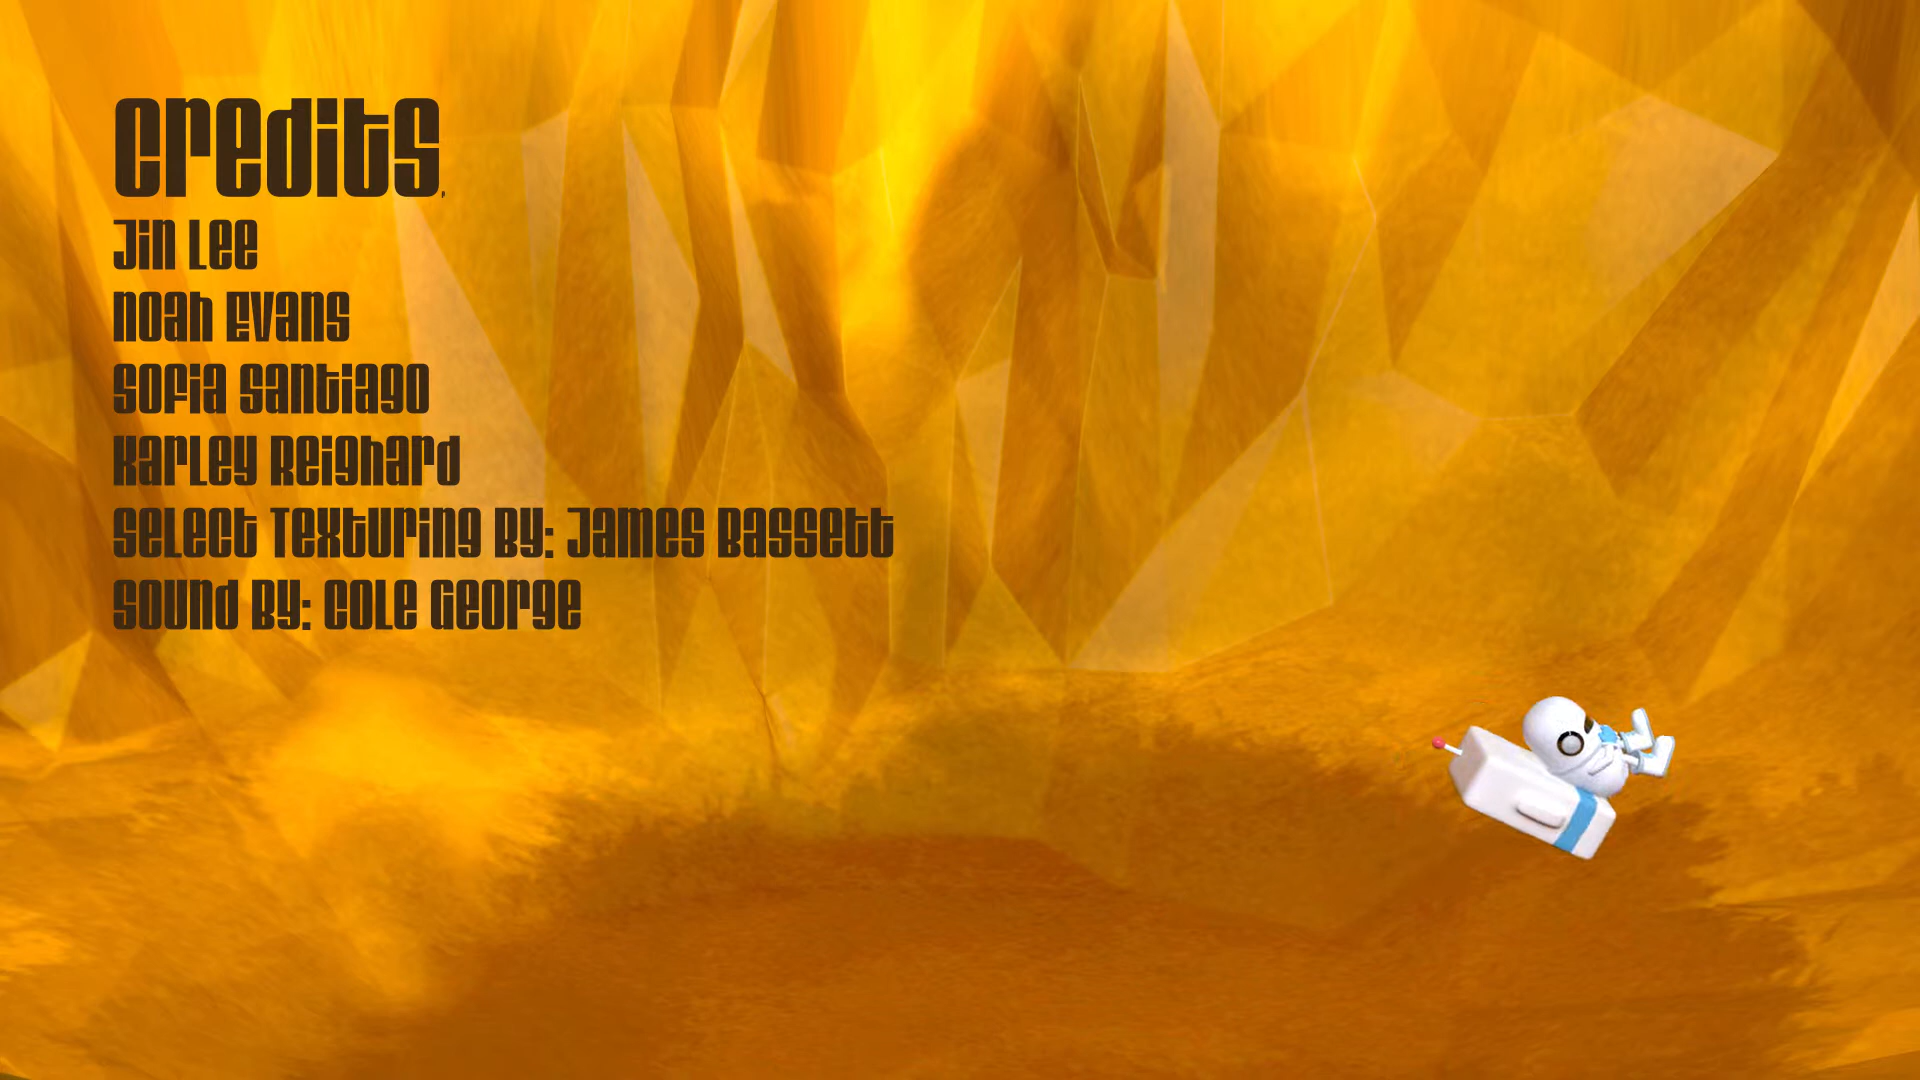 Credits,
Jin Lee
Noah Evans
Sofia Santiago
Karley Reighard
Select Texturing By: James Bassett
Sound By: Cole George